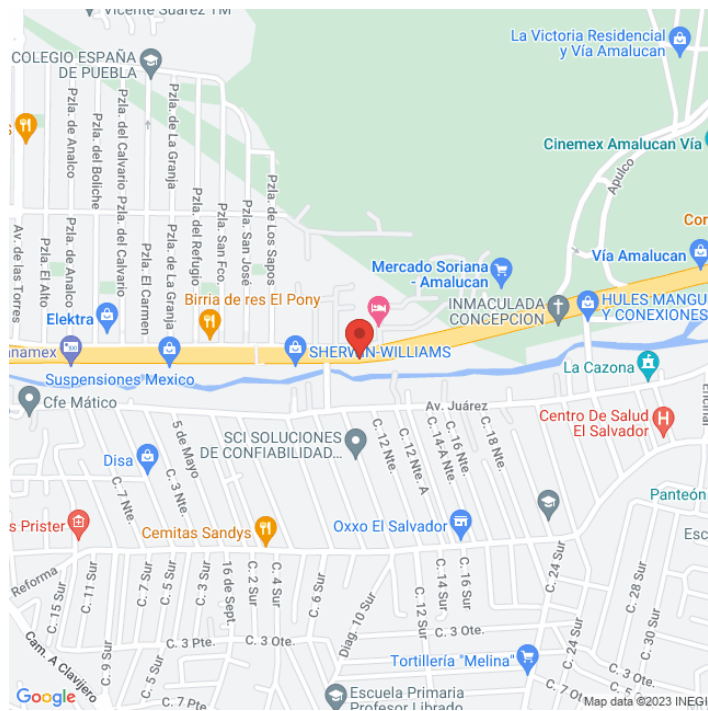 Vicente Suárez TM
COLEGIO ESPAÑA
DE PUEBLA
La Victoria Residencial
y Vía Amalucan
Cinemex Amalucan Vía
Apulco
Cor
Vía Amalucan
Mercado Soriana
- Amalucan
INMACULADA
CONCEPCION
HULES MANGU
Y CONEXIONES
Av. de las Torres
Pzla. El Alto
Pzla. de Analco
Pzla. de Analco
Pzla. del Boliche
Pzla. del Calvario
Pzla. del Calvario
Pzla. El Carmen
Pzla. de La Granja
Pzla. de La Granja
Pzla. del Refugio
Pzla. San Fco
Pzla. San José
Pzla. de Los Sapos
Elektra
Birria de res El Pony
SHERWIN-WILLIAMS
anamex
Suspensiones Mexico
La Cazona
Cfe Mático
Av. Juárez
Centro De Salud
El Salvador
Encinar
SCI SOLUCIONES
DE CONFIABILIDAD...
5 de Mayo
C. 3 Nte.
C. 7 Nte.
C. 12 Nte.
C. 12 Nte. A
C. 14-A Nte.
C. 16 Nte.
C. 18 Nte.
Disa
Panteón
s Prister
Cemitas Sandys
Oxxo El Salvador
Esc
Reforma
C. 15 Sur
C. 11 Sur
C. 7 Sur
C. 5 Sur
C. 3 Sur
16 de Sept.
C. 2 Sur
C. 4 Sur
C. 6 Sur
Diag. 10 Sur
C. 12 Sur
C. 14 Sur
C. 16 Sur
C. 24 Sur
C. 28 Sur
C. 30 Sur
Cam. A Clavijero
C. 9 Sur
C. 5 Sur
C. 3 Pte.
C. 3 Ote.
C. 3 Ote.
C. 24 Sur
Tortillería "Melina"
C. 7 Ote.
Escuela Primaria
Profesor Librado
Google
Map data ©2023 INEGI